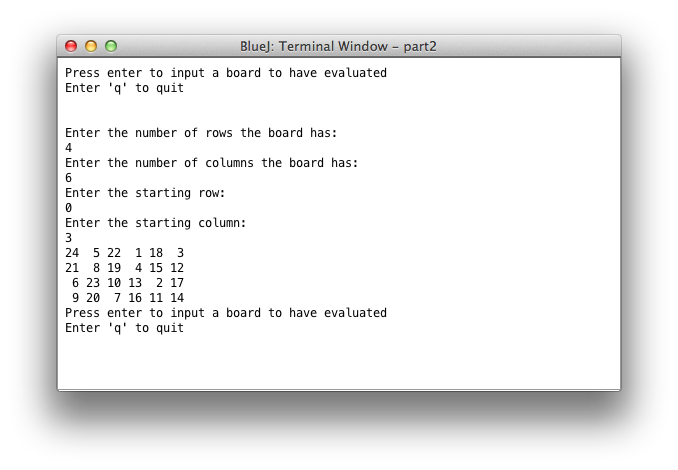 BlueJ: Terminal Window – part2
Press enter to input a board to have evaluated
Enter 'q' to quit
Enter the number of rows the board has:
4
Enter the number of columns the board has:
6
Enter the starting row:
0
Enter the starting column:
3
24  5 22  1 18  3
21  8 19  4 15 12
 6 23 10 13  2 17
 9 20  7 16 11 14
Press enter to input a board to have evaluated
Enter 'q' to quit